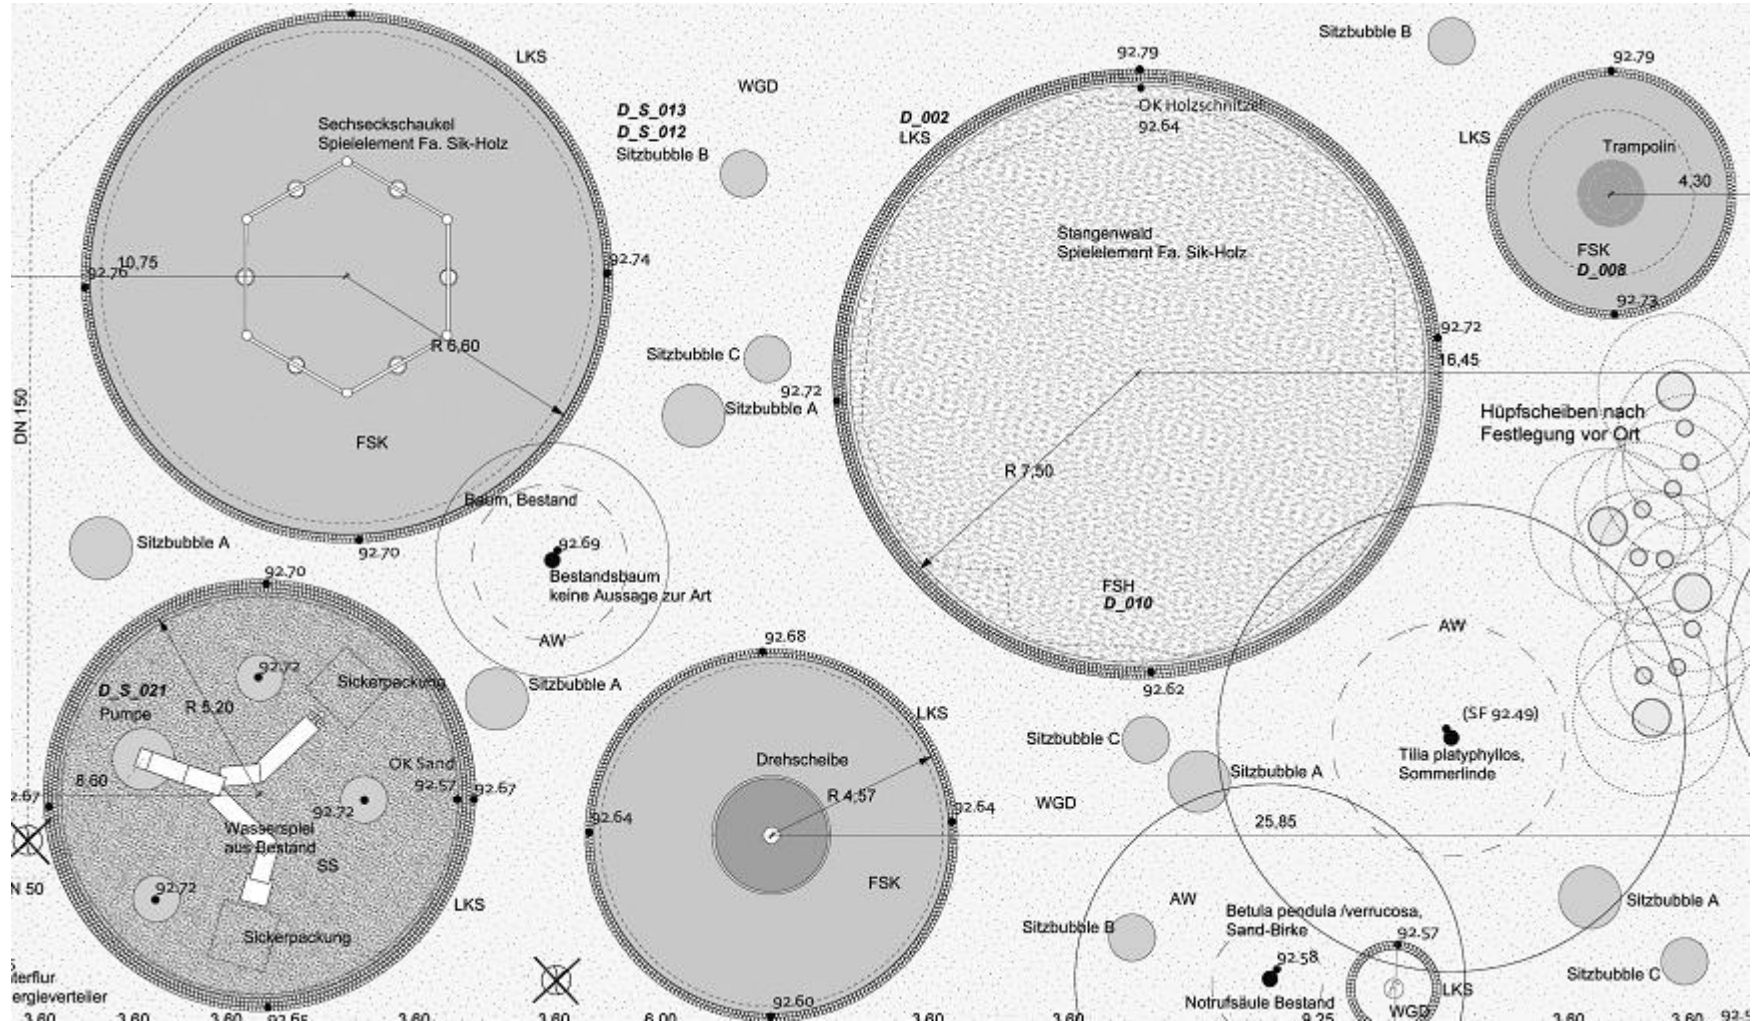 Sitzbubble B
LKS
92.79
92.79
WGD
OK Holzschnitzel
92.64
D_S_013
D_S_012
Sitzbubble B
D_002
LKS
Sechseckschaukel
Spielelement Fa. Sik-Holz
LKS
Trampolin
4,30
Stangenwald
Spielelement Fa. Sik-Holz
FSK
D_008
10,75
92.76
92.74
92.73
92.72
16,45
R 6,60
Sitzbubble C
92.72
Sitzbubble A
DN 150
Hüpfscheiben nach
Festlegung vor Ort
FSK
R 7,50
Baum, Bestand
Sitzbubble A
92.70
92.69
Bestandsbaum
keine Aussage zur Art
92.70
FSH
D_010
AW
92.68
AW
92.72
Sickerpackung
Sitzbubble A
92.62
D_S_021
Pumpe
R 5,20
LKS
(SF 92.49)
Sitzbubble C
Tilia platyphyllos,
Sommerlinde
Drehscheibe
OK Sand
92.57
92.67
8,60
Sitzbubble A
R 4,57
WGD
92.72
92.64
92.64
25,85
Wasserspiel
aus Bestand
SS
FSK
92.72
N 50
LKS
AW
Sitzbubble A
Betula pendula /verrucosa,
Sand-Birke
Sitzbubble B
92.57
Sickerpackung
92.58
Sitzbubble C
LKS
Notrufsäule Bestand
WGD
92.60
3,60
3,60
3,60
92.65
3,60
3,60
6,00
3,60
3,60
9,25
3,60
3,60